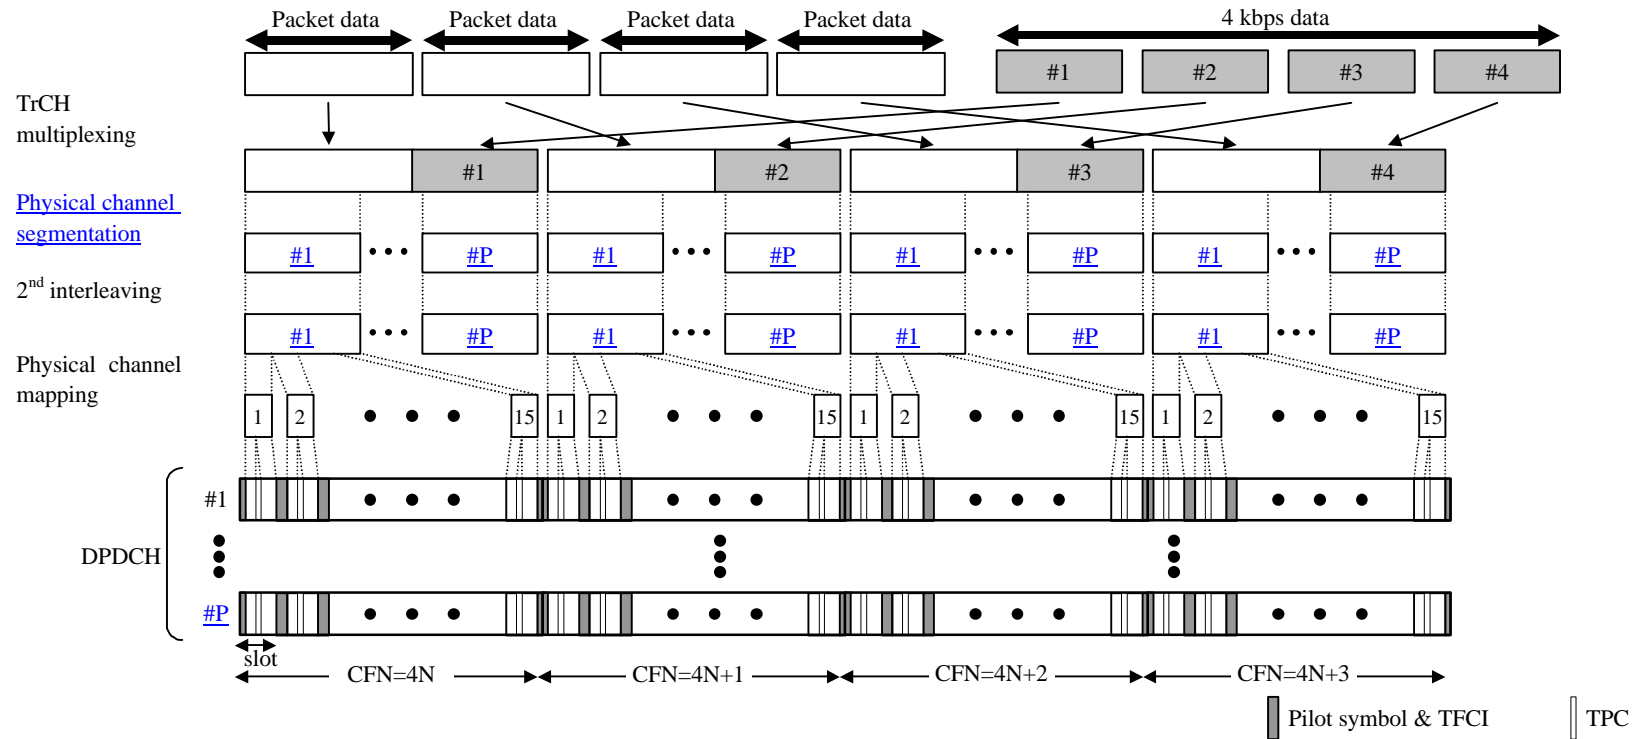 Packet data Packet data Packet data Packet data 4 kbps data
#1 #2 #3 #4
TrCH
multiplexing
#1 #2 #3 #4
Physical channel
segmentation
#1 #P #1 #P #1 #P #1 #P
2nd interleaving
#1 #P #1 #P #1 #P #1 #P
Physical channel
mapping
1 2 15 1 2 15 1 2 15 1 2 15
#1
DPDCH
#P
slot
CFN=4N CFN=4N+1 CFN=4N+2 CFN=4N+3
Pilot symbol & TFCI TPC